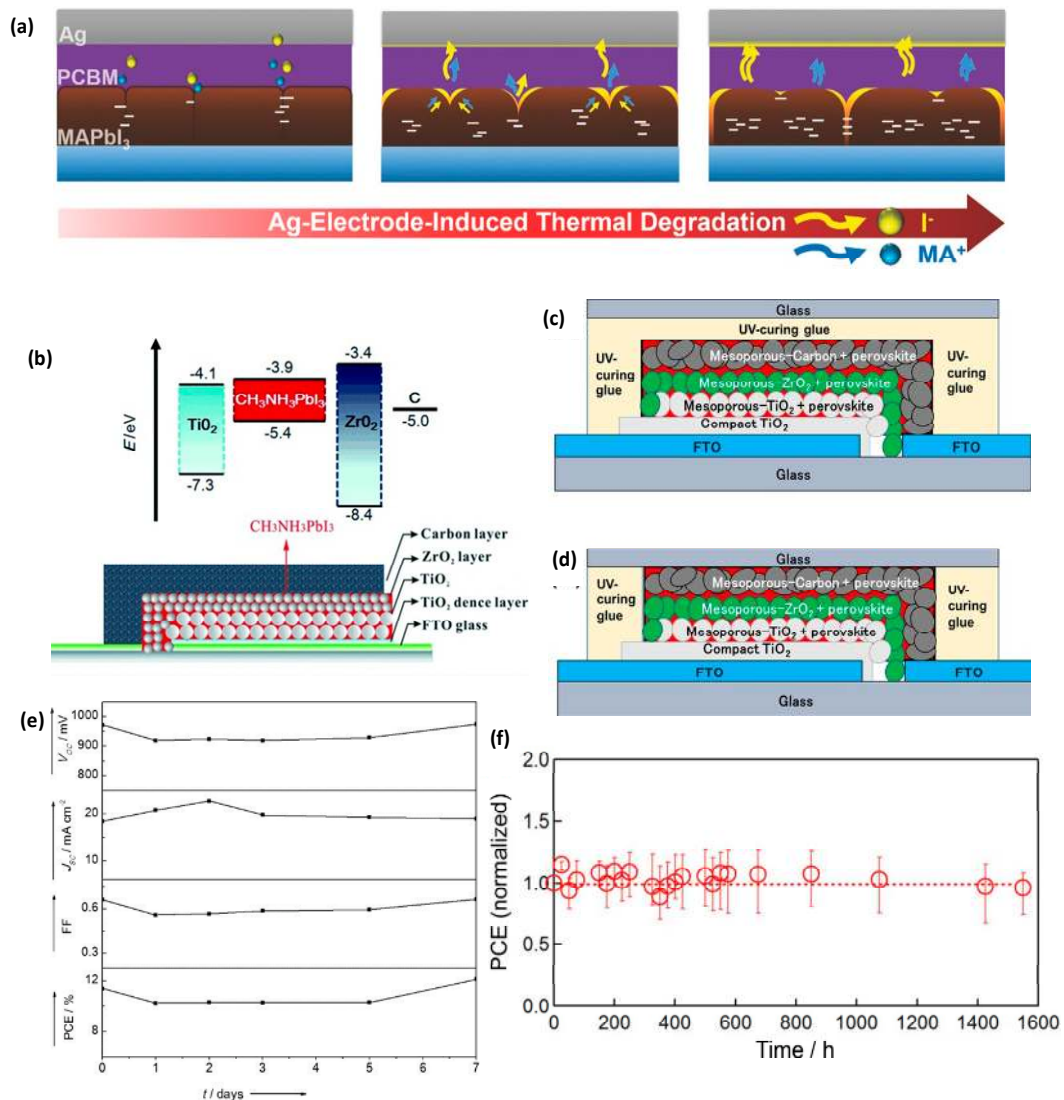 (a)
Ag
PCBM
MAPbI₃
Ag-Electrode-Induced Thermal Degradation
I⁻
MA⁺
(b)
E/eV
-4.1
-3.9
-3.4
CH₃NH₃PbI₃
TiO₂
ZrO₂
C
-5.0
-5.4
-7.3
-8.4
CH₃NH₃PbI₃
Carbon layer
ZrO₂ layer
TiO₂
TiO₂ dence layer
FTO glass
(c)
Glass
UV-curing glue
UV-
curing
glue
Mesoporous-Carbon + perovskite
Mesoporous-ZrO₂ + perovskite
Mesoporous-TiO₂ + perovskite
Compact TiO₂
UV-
curing
glue
FTO
FTO
Glass
(d)
Glass
UV-
curing
glue
Mesoporous-Carbon + perovskite
Mesoporous-ZrO₂ + perovskite
Mesoporous-TiO₂ + perovskite
Compact TiO₂
UV-
curing
glue
FTO
FTO
Glass
(e)
V_OC / mV
1000
900
800
J_SC / mA cm⁻²
20
10
FF
0.6
0.3
PCE / %
12
8
0 1 2 3 4 5 6 7
t / days
(f)
PCE (normalized)
2.0
1.5
1.0
0.5
0.0
0 200 400 600 800 1000 1200 1400 1600
Time / h